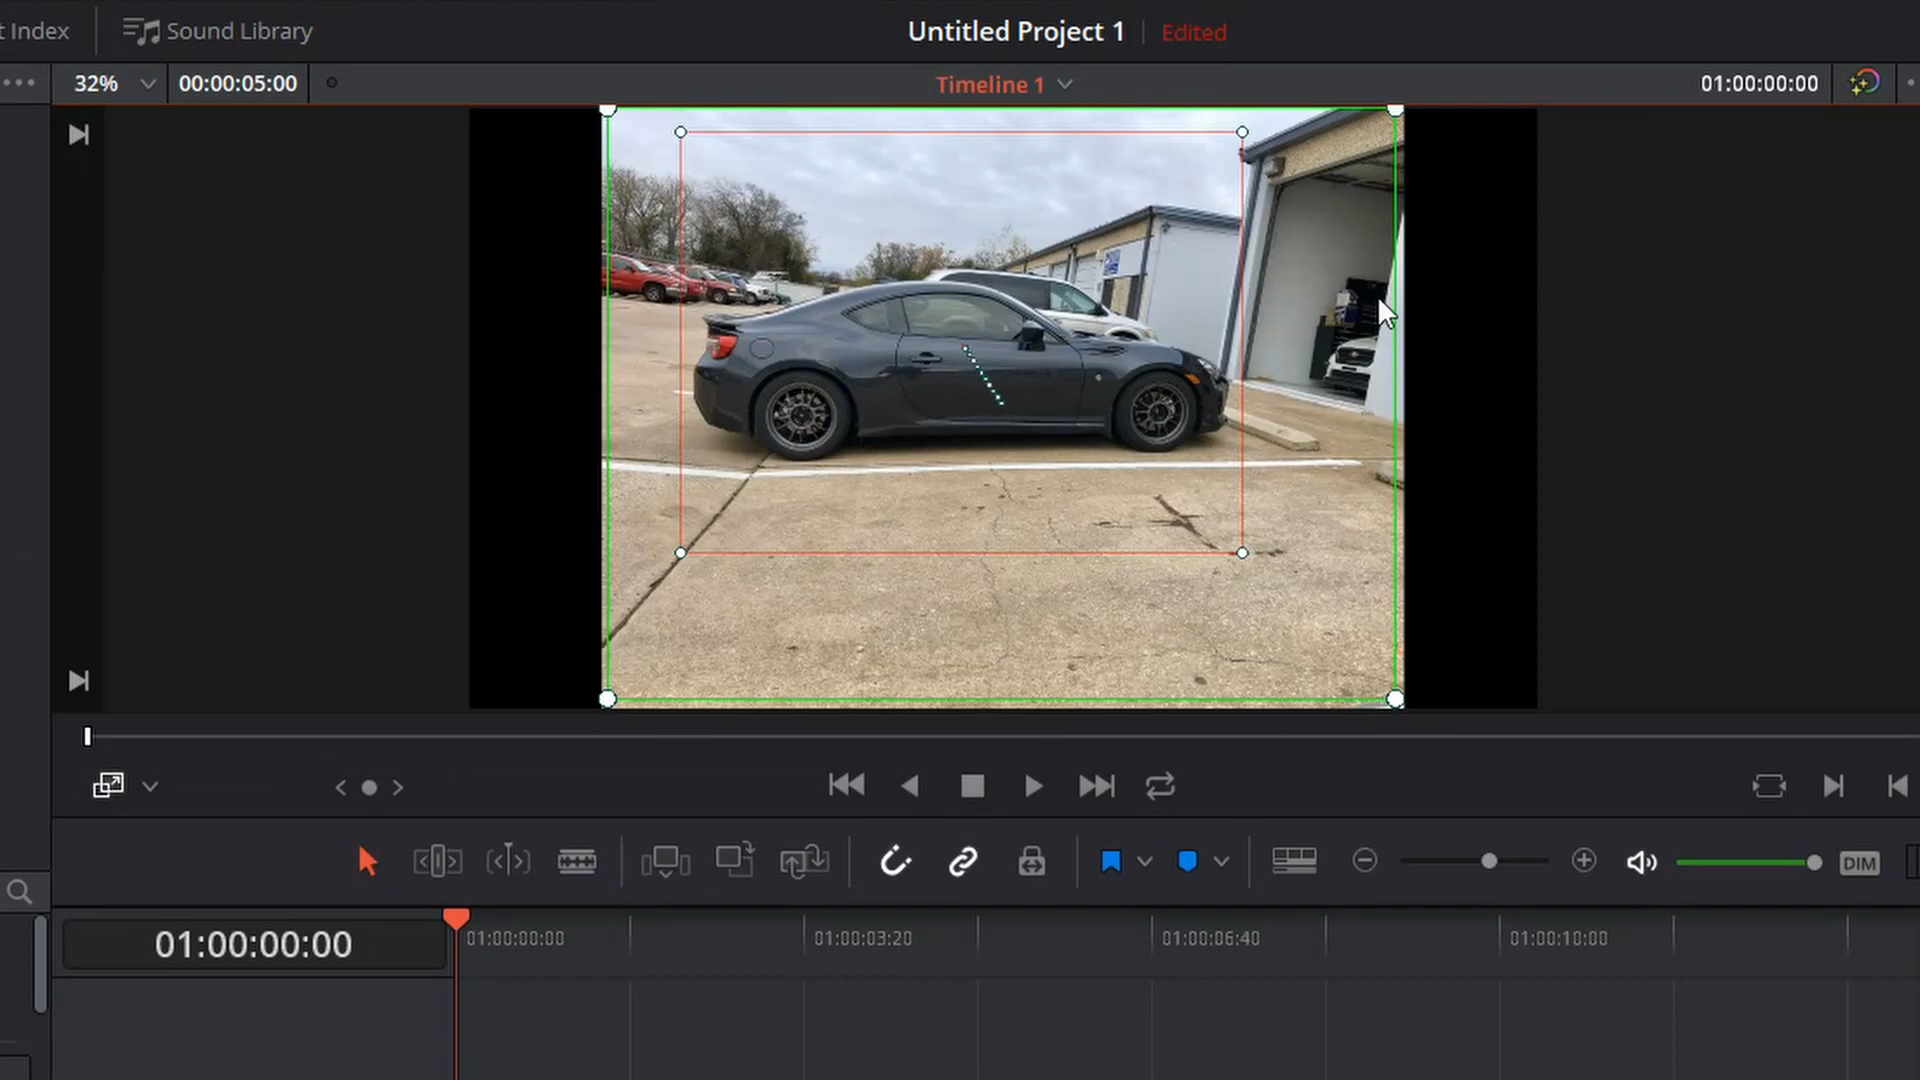 t Index
Sound Library
Untitled Project 1
Edited
32%
00:00:05:00
Timeline 1
01:00:00:00
DIM
01:00:00:00
01:00:00:00
01:00:03:20
01:00:06:40
01:00:10:00